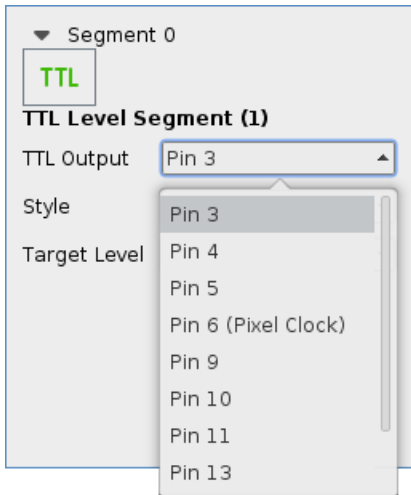 Segment 0
TTL
TTL Level Segment (1)
TTL Output Pin 3
Style
Target Level
Pin 3
Pin 4
Pin 5
Pin 6 (Pixel Clock)
Pin 9
Pin 10
Pin 11
Pin 13